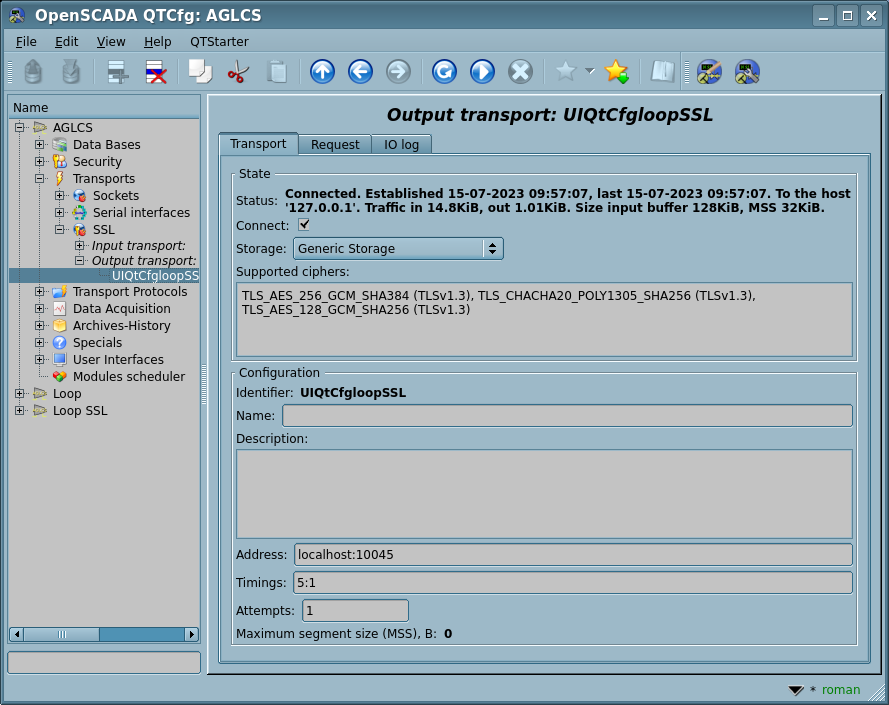 OpenSCADA QTCfg: AGLCS
File Edit View Help QTStarter
Name
AGLCS
Data Bases
Security
Transports
Sockets
Serial interfaces
SSL
Input transport:
Output transport:
UIQtCfgloopSS
Transport Protocols
Data Acquisition
Archives-History
Specials
User Interfaces
Modules scheduler
Loop
Loop SSL
Output transport: UIQtCfgloopSSL
Transport Request IO log
State
Status: Connected. Established 15-07-2023 09:57:07, last 15-07-2023 09:57:07. To the host
'127.0.0.1'. Traffic in 14.8KiB, out 1.01KiB. Size input buffer 128KiB, MSS 32KiB.
Connect:
Storage: Generic Storage
Supported ciphers:
TLS_AES_256_GCM_SHA384 (TLSv1.3), TLS_CHACHA20_POLY1305_SHA256 (TLSv1.3),
TLS_AES_128_GCM_SHA256 (TLSv1.3)
Configuration
Identifier: UIQtCfgloopSSL
Name:
Description:
Address: localhost:10045
Timings: 5:1
Attempts: 1
Maximum segment size (MSS), B: 0
* roman